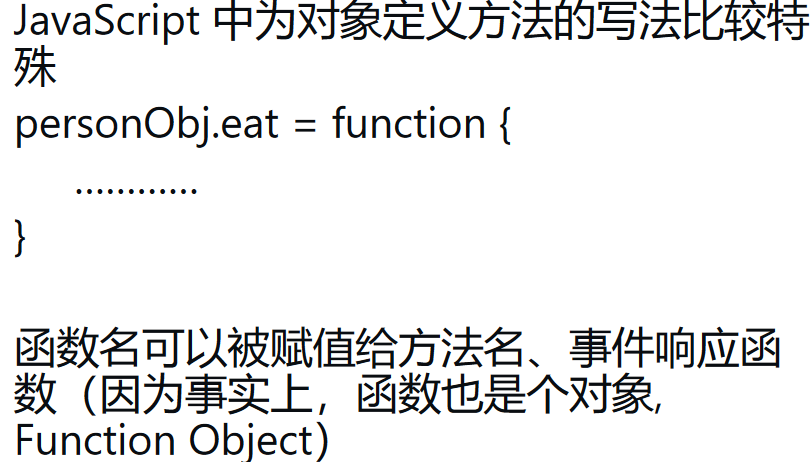 JavaScript 中为对象定义方法的写法比较特
殊
personObj.eat = function {
…………
}
函数名可以被赋值给方法名、事件响应函
数（因为事实上，函数也是个对象,
Function Object）